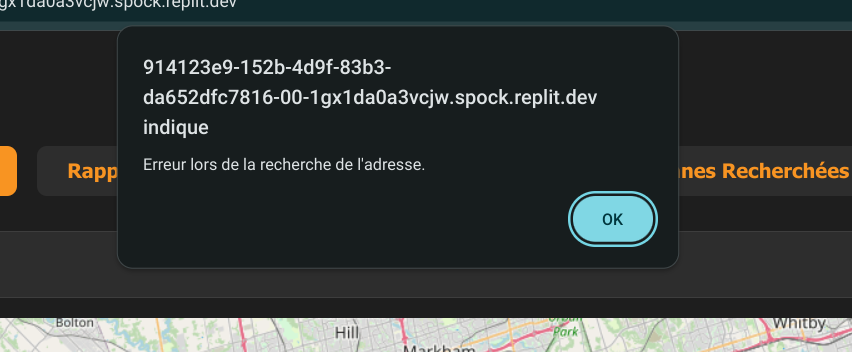 gx1da0a3vcjw.spock.replit.dev
914123e9-152b-4d9f-83b3-
da652dfc7816-00-1gx1da0a3vcjw.spock.replit.dev
indique
Erreur lors de la recherche de l'adresse.
Rapp
nnes Recherchées
OK
Bolton
Hill
Park
Whitby
Markham